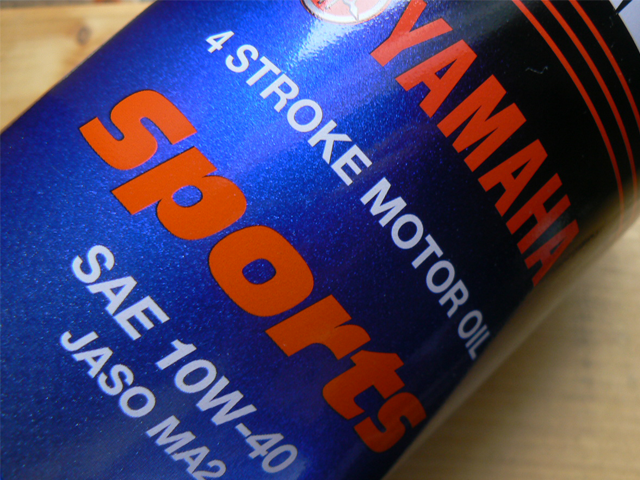 YAMAHA
4 STROKE MOTOR OIL
sports
SAE 10W-40
JASO MA2